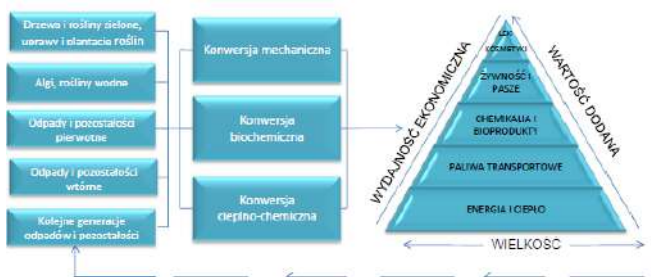 Drzewa i rośliny zielone,
uprawy i plantacje roślin
Algi, rośliny wodne
Odpady i pozostałości
pierwotne
Odpady i pozostałości
wtórne
Kolejne generacje
odpadów i pozostałości
Konwersja mechaniczna
Konwersja
biochemiczna
Konwersja
cieplno-chemiczna
WYDAJNOŚĆ EKONOMICZNA
LEKI
KOSMETYKI
ŻYWNOŚĆ I
PASZE
CHEMIKALIA I
BIOPRODUKTY
PALIWA TRANSPORTOWE
ENERGIA I CIEPŁO
WARTOŚĆ DODANA
WIELKOŚĆ